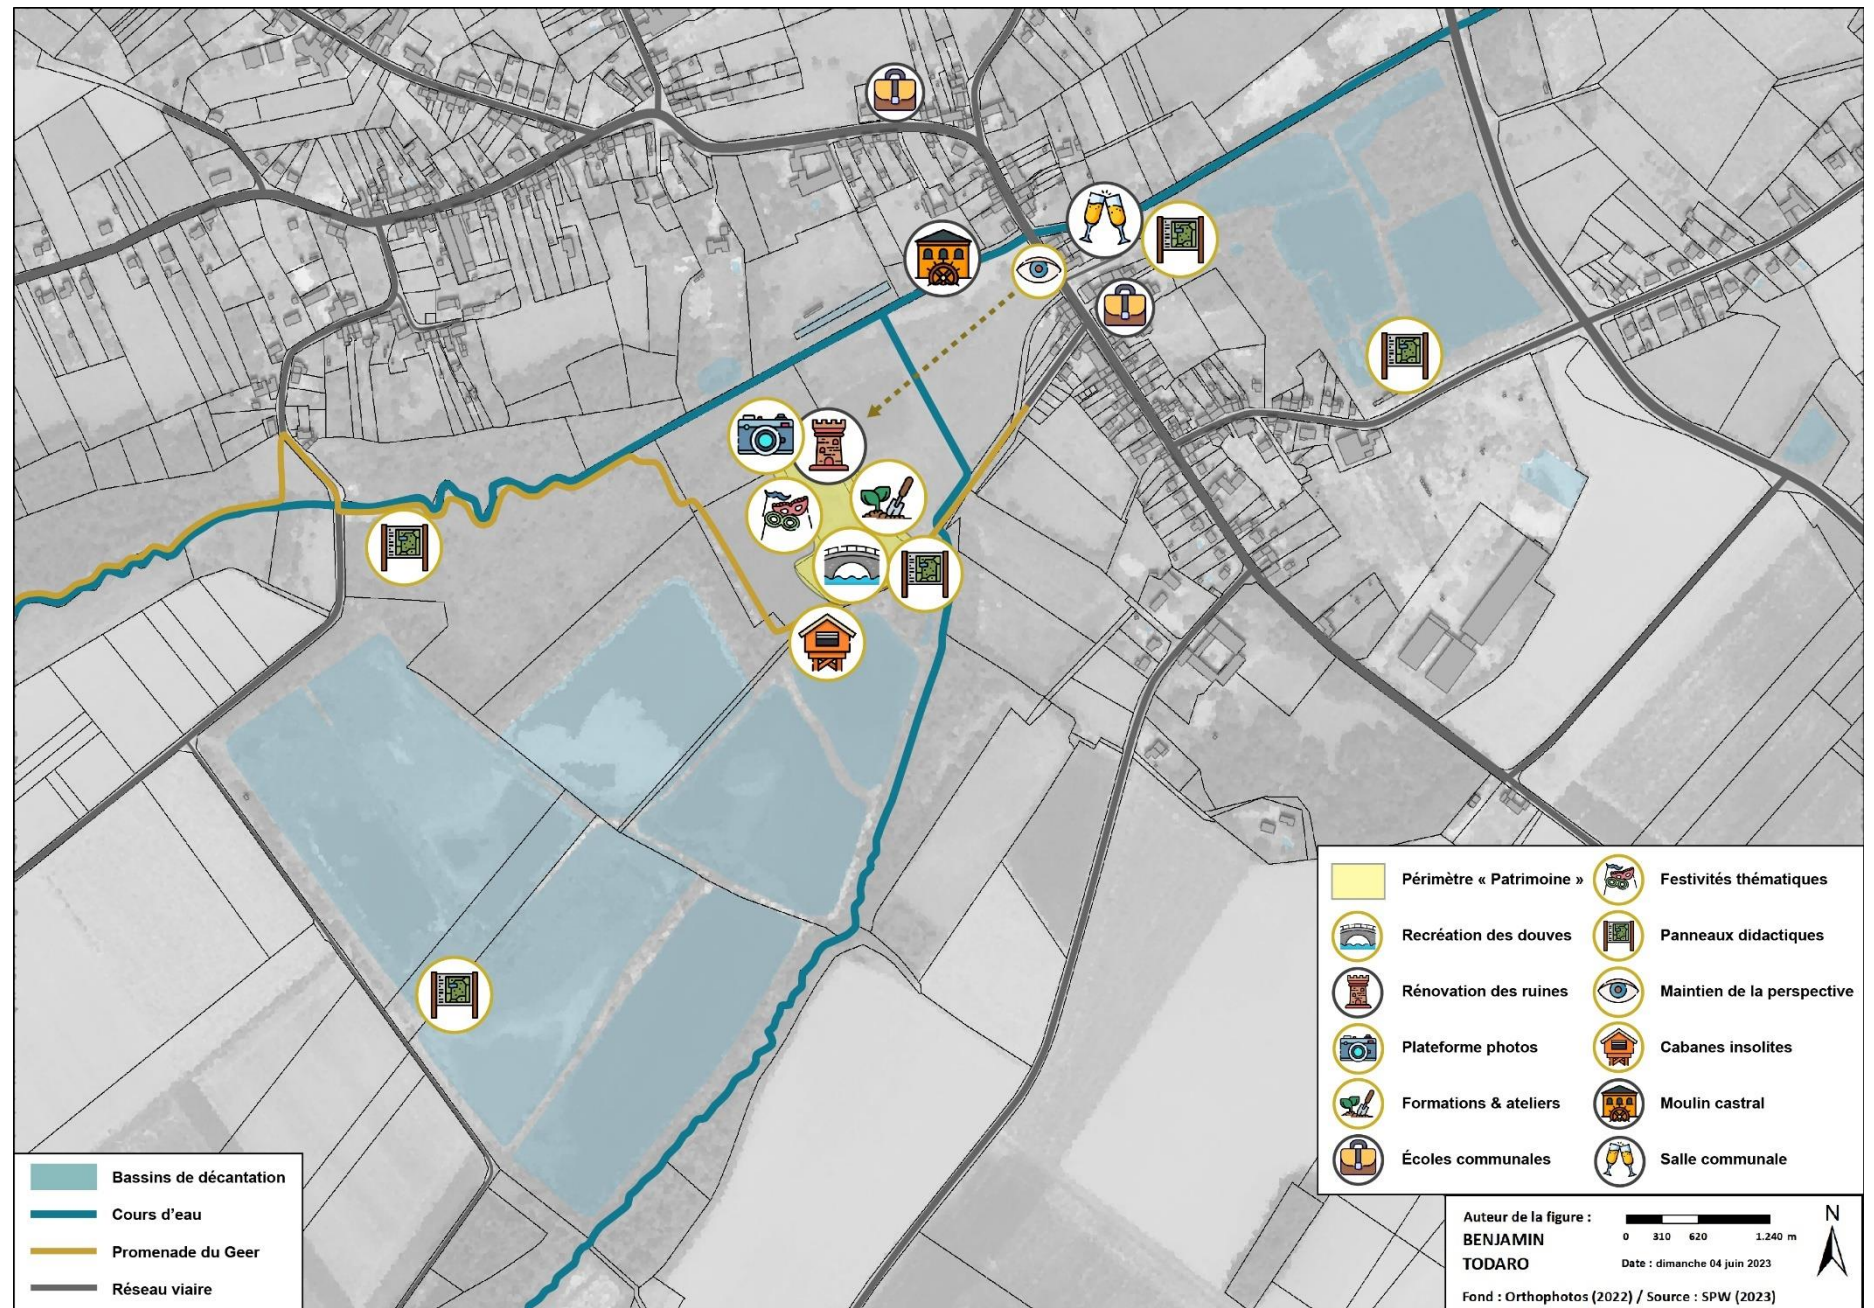 Périmètre « Patrimoine »
Recréation des douves
Rénovation des ruines
Plateforme photos
Formations & ateliers
Écoles communales
Festivités thématiques
Panneaux didactiques
Maintien de la perspective
Cabanes insolites
Moulin castral
Salle communale
Bassins de décantation
Cours d’eau
Promenade du Geer
Réseau viaire
Auteur de la figure :
BENJAMIN
TODARO
0 310 620 1.240 m
Date : dimanche 04 juin 2023
N
Fond : Orthophotos (2022) / Source : SPW (2023)